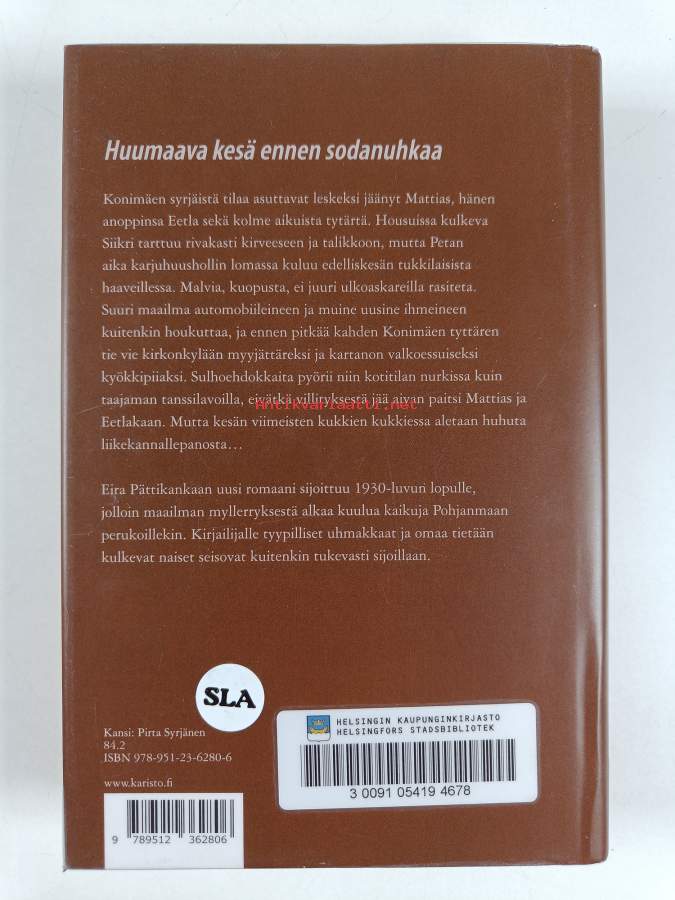 Huumaava kesä ennen sodanuhkaa
Konimäen syrjäistä tilaa asuttavat leskeksi jäänyt Mattias, hänen
anoppinsa Eetla sekä kolme aikuista tytärtä. Housuissa kulkeva
Siikri tarttuu rivakasti kirveeseen ja talikkoon, mutta Petan
aika karjuhuushollin lomassa kuluu edelliskesän tukkilaisista
haaveillessa. Malvia, kuopusta, ei juuri ulkoaskareilla rasiteta.
Suuri maailma automobiileineen ja muine uusine ihmeineen
kuitenkin houkuttaa, ja ennen pitkää kahden Konimäen tyttären
tie vie kirkonkylään myyjättäreksi ja kartanon valkoessuiseksi
kyökkipiiaksi. Sulhoehdokkaita pyörii niin kotitilan nurkissa kuin
taajaman tanssilavoilla, eivätkä villityksestä jää aivan paitsi Mattias ja
Antikvariaatti.net
Eetlakaan. Mutta kesän viimeisten kukkien kukkiessa aletaan huhuta
liikekannallepanosta…
Eira Pättikankaan uusi romaani sijoittuu 1930-luvun lopulle,
jolloin maailman myllerryksestä alkaa kuulua kaikuja Pohjanmaan
perukoillekin. Kirjailijalle tyypilliset uhmakkaat ja omaa tietään
kulkevat naiset seisovat kuitenkin tukevasti sijoillaan.
SLA
Kansi: Pirta Syrjänen
84.2
ISBN 978-951-23-6280-6
www.karisto.fi
9 789512 362806
HELSINGIN KAUPUNGINKIRJASTO
HELSINGFORS STADSBIBLIOTEK
3 0091 05419 4678